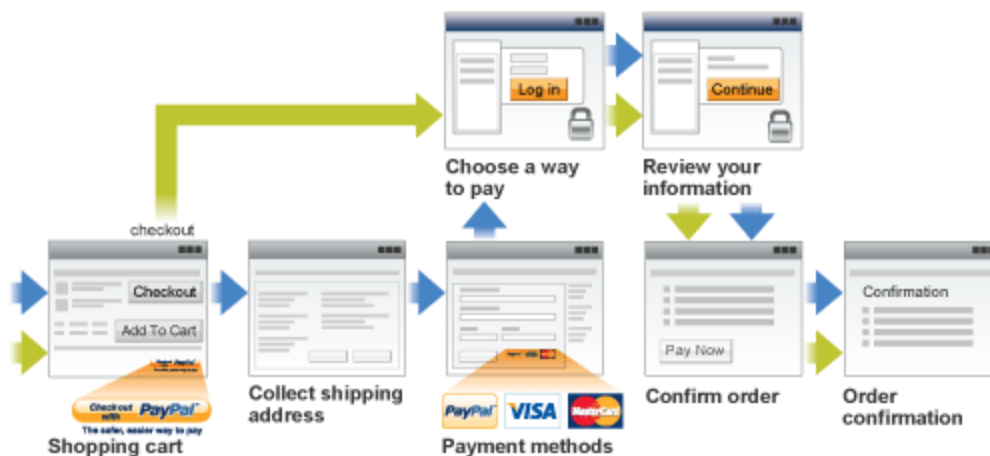 Log in
Continue
Choose a way
to pay
Review your
information
checkout
Checkout
Add To Cart
Checkout
with PayPal
The safer, easier way to pay
Shopping cart
Collect shipping
address
PayPal
VISA
MasterCard
Payment methods
Pay Now
Confirm order
Confirmation
Order
confirmation